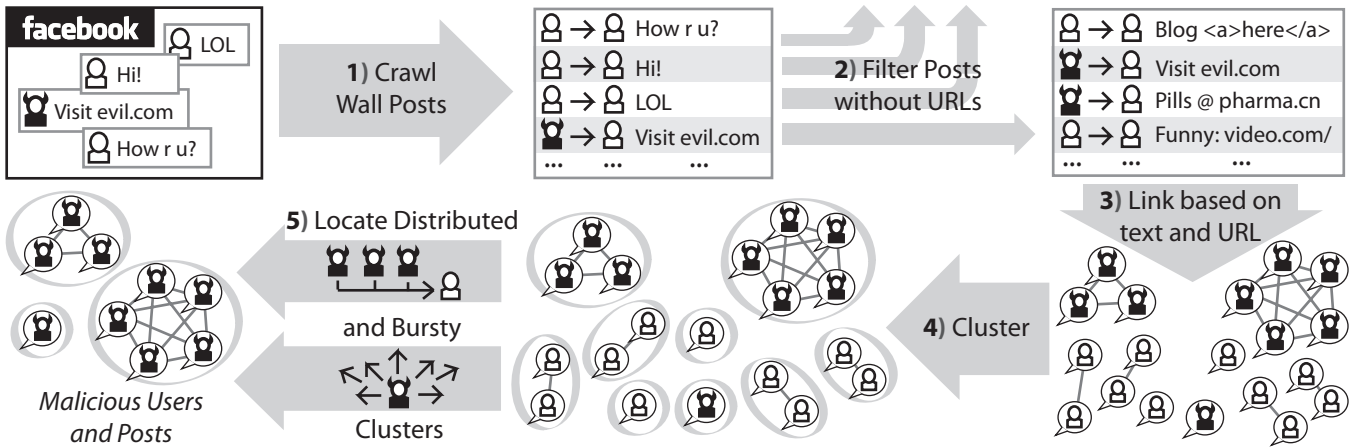 facebook
LOL
Hi!
Visit evil.com
How r u?
1) Crawl
Wall Posts
How r u?
Hi!
LOL
Visit evil.com
... ... ...
2) Filter Posts
without URLs
Blog <a>here</a>
Visit evil.com
Pills @ pharma.cn
Funny: video.com/
... ... ...
3) Link based on
text and URL
4) Cluster
5) Locate Distributed
and Bursty
Clusters
Malicious Users
and Posts